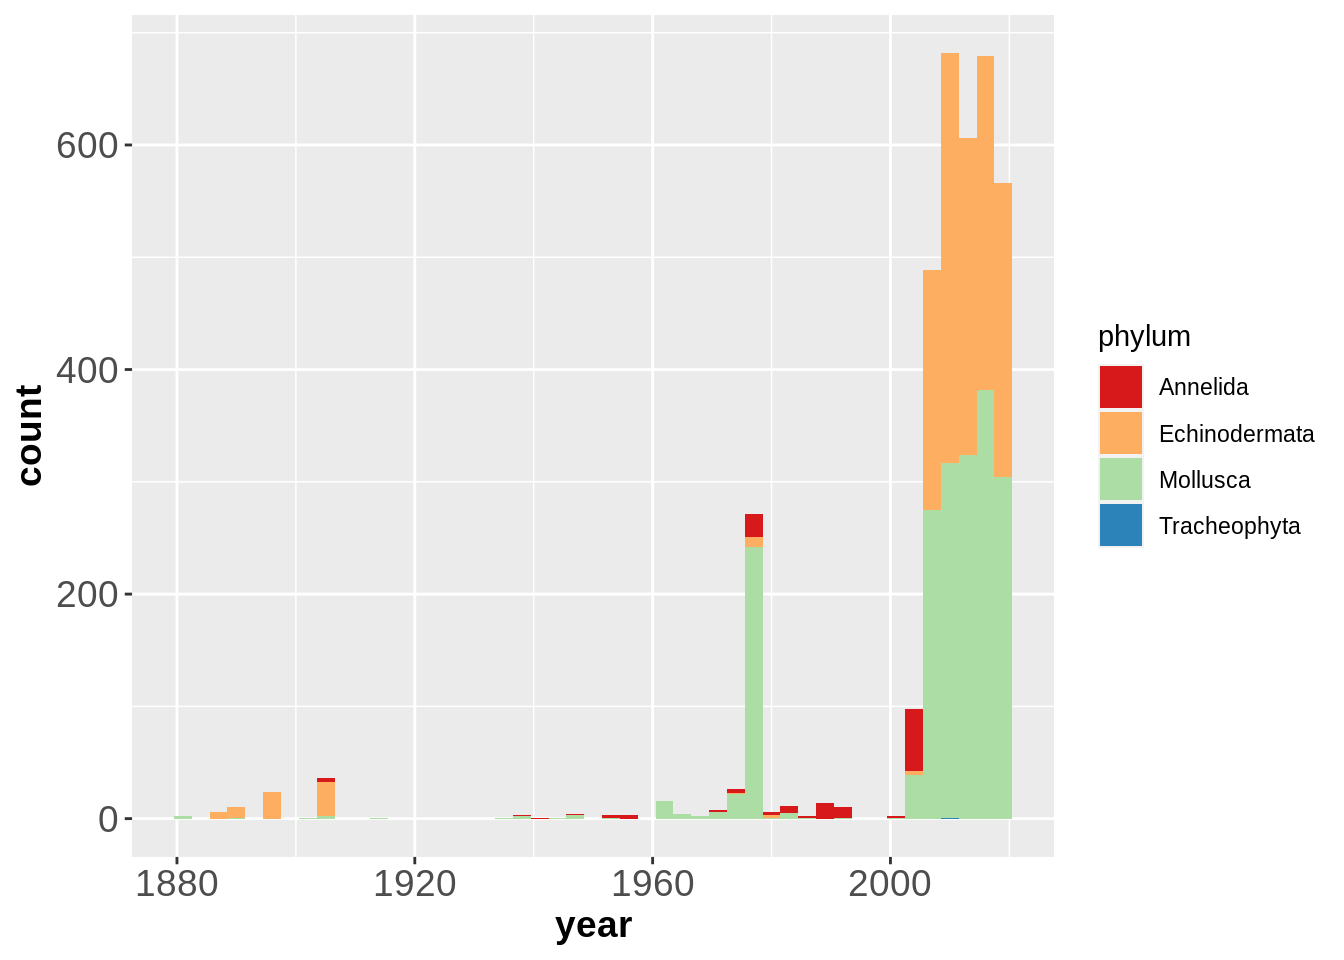 600
400
200
0
count
1880 1920 1960 2000
year
phylum
Annelida
Echinodermata
Mollusca
Tracheophyta